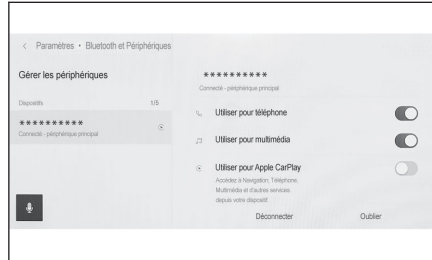 < Paramètres • Bluetooth et Périphériques
Gérer les périphériques
Dispositifs 1/5
**********
Connecté - périphérique principal
**********
Connecté - périphérique principal
Utiliser pour téléphone
Utiliser pour multimédia
Utiliser pour Apple CarPlay
Accédez à Navigation, Téléphone,
Multimédia et d'autres services
depuis votre dispositif
Déconnecter Oublier